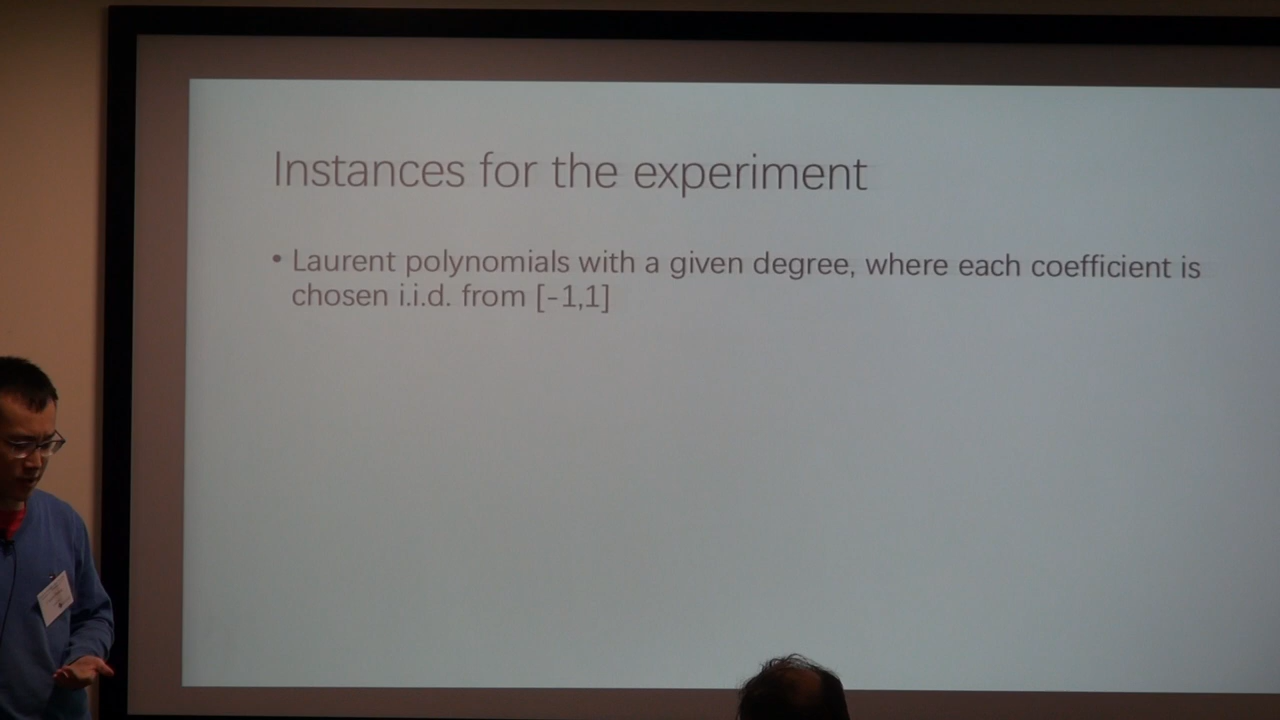 Instances for the experiment
• Laurent polynomials with a given degree, where each coefficient is
chosen i.i.d. from [-1,1]